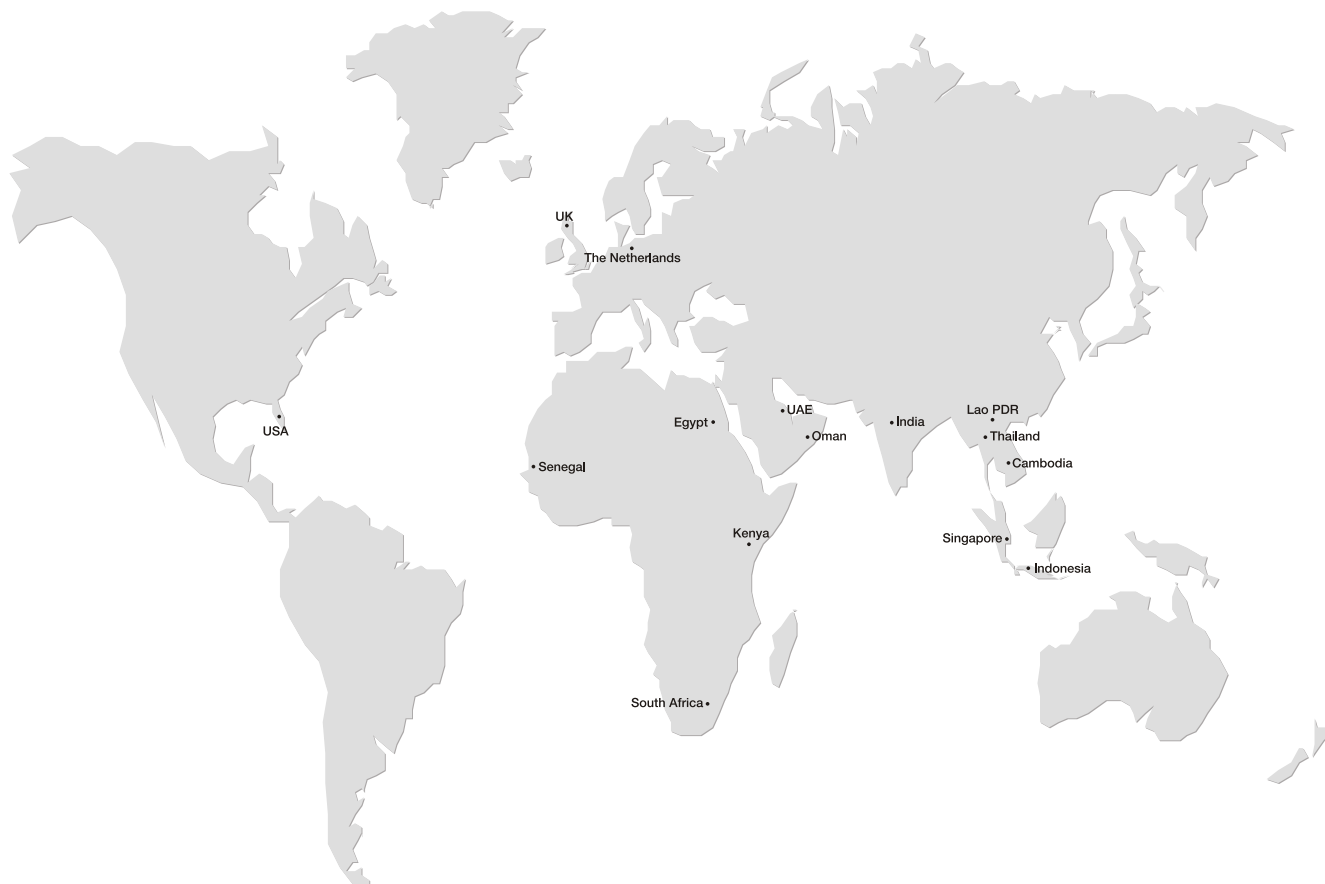 UK
The Netherlands
USA
Egypt
UAE
Oman
India
Lao PDR
Thailand
Cambodia
Senegal
Kenya
Singapore
Indonesia
South Africa